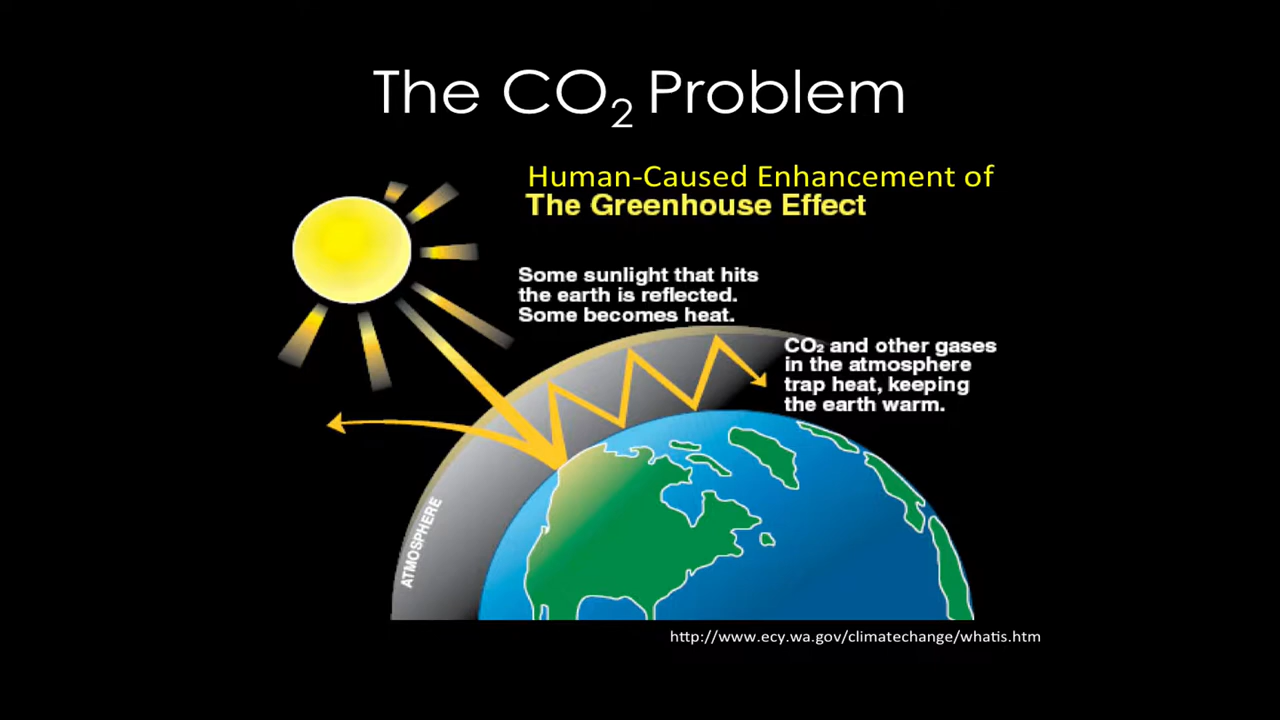 The CO₂ Problem
Human-Caused Enhancement of
The Greenhouse Effect
Some sunlight that hits
the earth is reflected.
Some becomes heat.
CO₂ and other gases
in the atmosphere
trap heat, keeping
the earth warm.
ATMOSPHERE
http://www.ecy.wa.gov/climatechange/whatis.htm